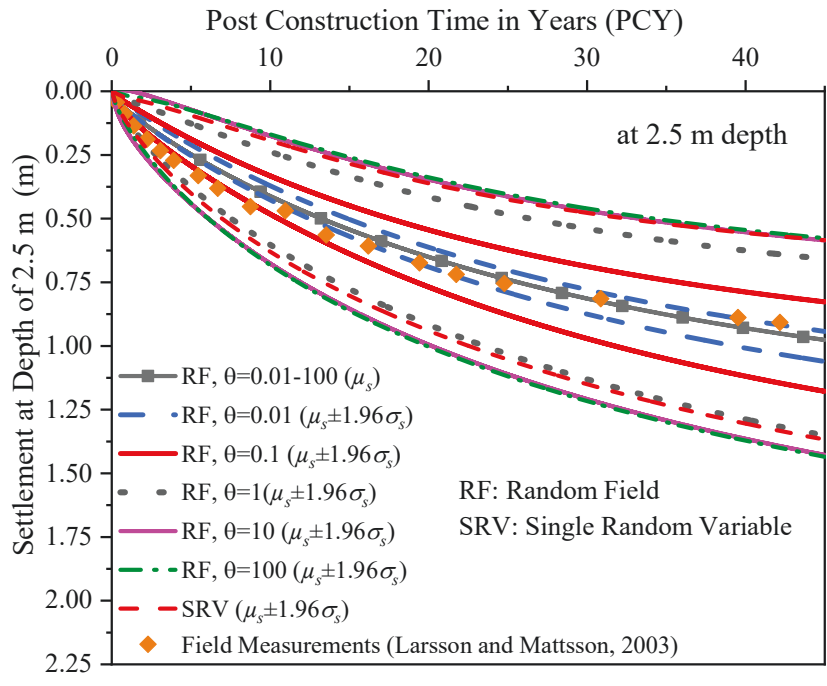 Post Construction Time in Years (PCY)
0 10 20 30 40
Settlement at Depth of 2.5 m (m)
0.00
0.25
0.50
0.75
1.00
1.25
1.50
1.75
2.00
2.25
at 2.5 m depth
RF, θ=0.01-100 (μs)
RF, θ=0.01 (μs±1.96σs)
RF, θ=0.1 (μs±1.96σs)
RF, θ=1(μs±1.96σs)
RF, θ=10 (μs±1.96σs)
RF, θ=100 (μs±1.96σs)
SRV (μs±1.96σs)
Field Measurements (Larsson and Mattsson, 2003)
RF: Random Field
SRV: Single Random Variable